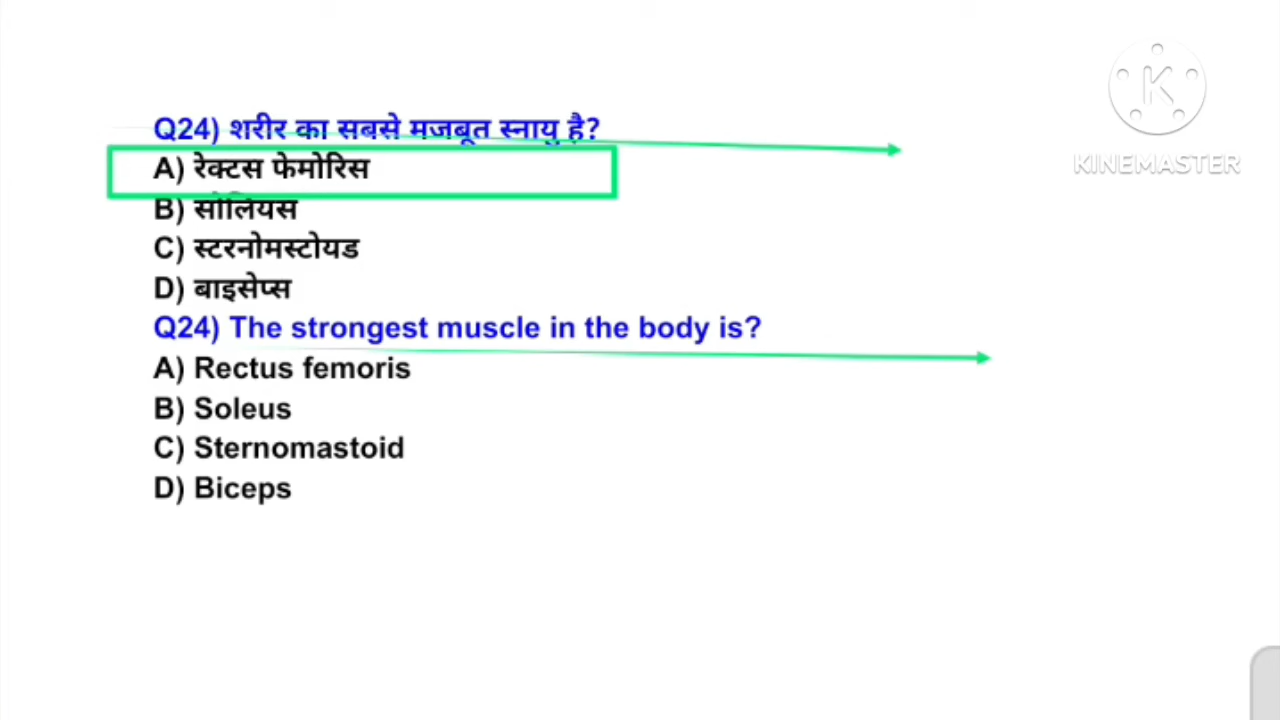 Q24) शरीर का सबसे मजबूत स्नायु है?
A) रेक्टस फेमोरिस
B) सोलियस
C) स्टरनोमस्टोयड
D) बाइसेप्स
Q24) The strongest muscle in the body is?
A) Rectus femoris
B) Soleus
C) Sternomastoid
D) Biceps
K
KINEMASTER